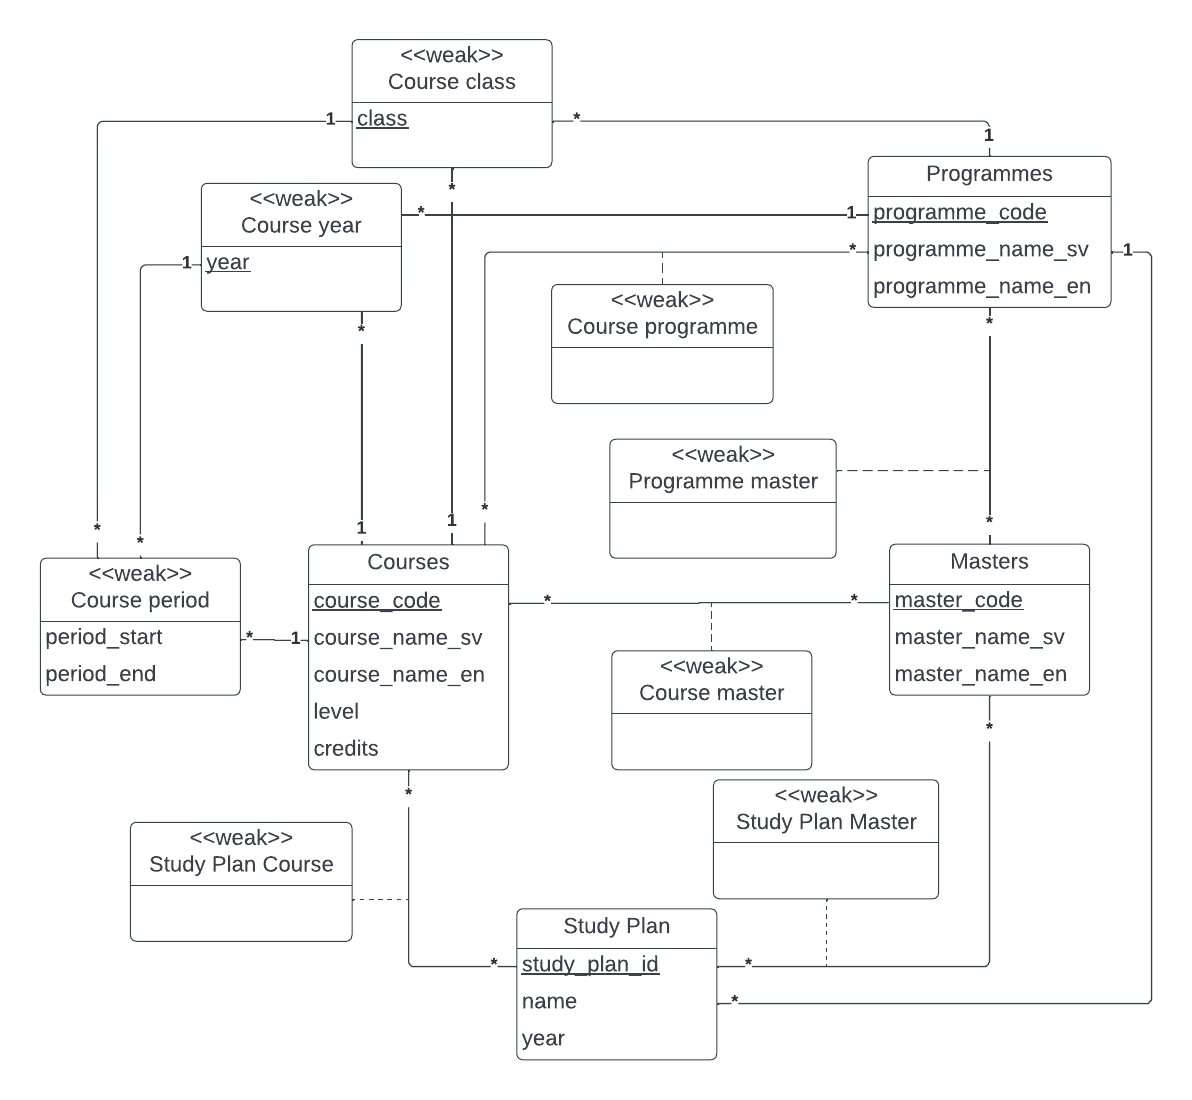 <<weak>>
Course class
class
1
*
1
<<weak>>
Course year
year
*
1
*
1
Programmes
programme_code
programme_name_sv
programme_name_en
*
1
*
<<weak>>
Course programme
*
<<weak>>
Programme master
*
*
1
1
*
*
<<weak>>
Course period
period_start
period_end
*
1
Courses
course_code
course_name_sv
course_name_en
level
credits
*
*
Masters
master_code
master_name_sv
master_name_en
<<weak>>
Course master
*
*
<<weak>>
Study Plan Master
<<weak>>
Study Plan Course
Study Plan
study_plan_id
name
year
*
*
*